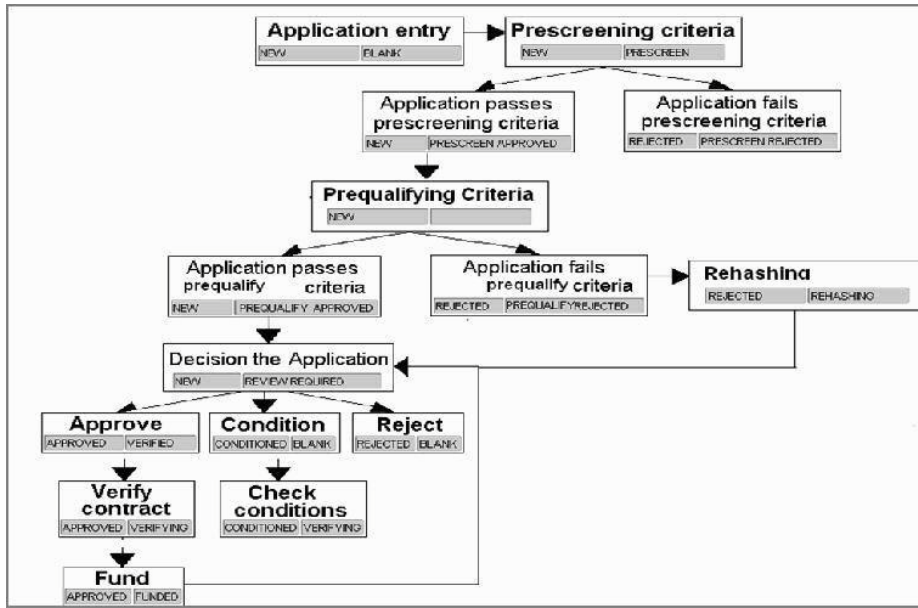 Application entry
NEW BLANK
Prescreening criteria
NEW PRESCREEN
Application passes
prescreening criteria
NEW PRESCREEN APPROVED
Application fails
prescreening criteria
REJECTED PRESCREEN REJECTED
Prequalifying Criteria
NEW
Application passes
prequalify criteria
NEW PREQUALIFY APPROVED
Application fails
prequalify criteria
REJECTED PREQUALIFYREJECTED
Rehashing
REJECTED REHASHING
Decision the Application
NEW REVIEW REQUIRED
Approve
APPROVED VERIFIED
Condition
CONDITIONED BLANK
Reject
REJECTED BLANK
Verify
contract
APPROVED VERIFYING
Check
conditions
CONDITIONED VERIFYING
Fund
APPROVED FUNDED